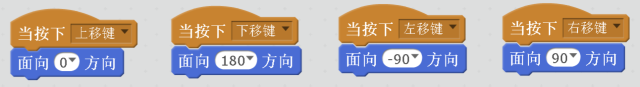 当按下 上移键
面向 0 方向
当按下 下移键
面向 180 方向
当按下 左移键
面向 -90 方向
当按下 右移键
面向 90 方向